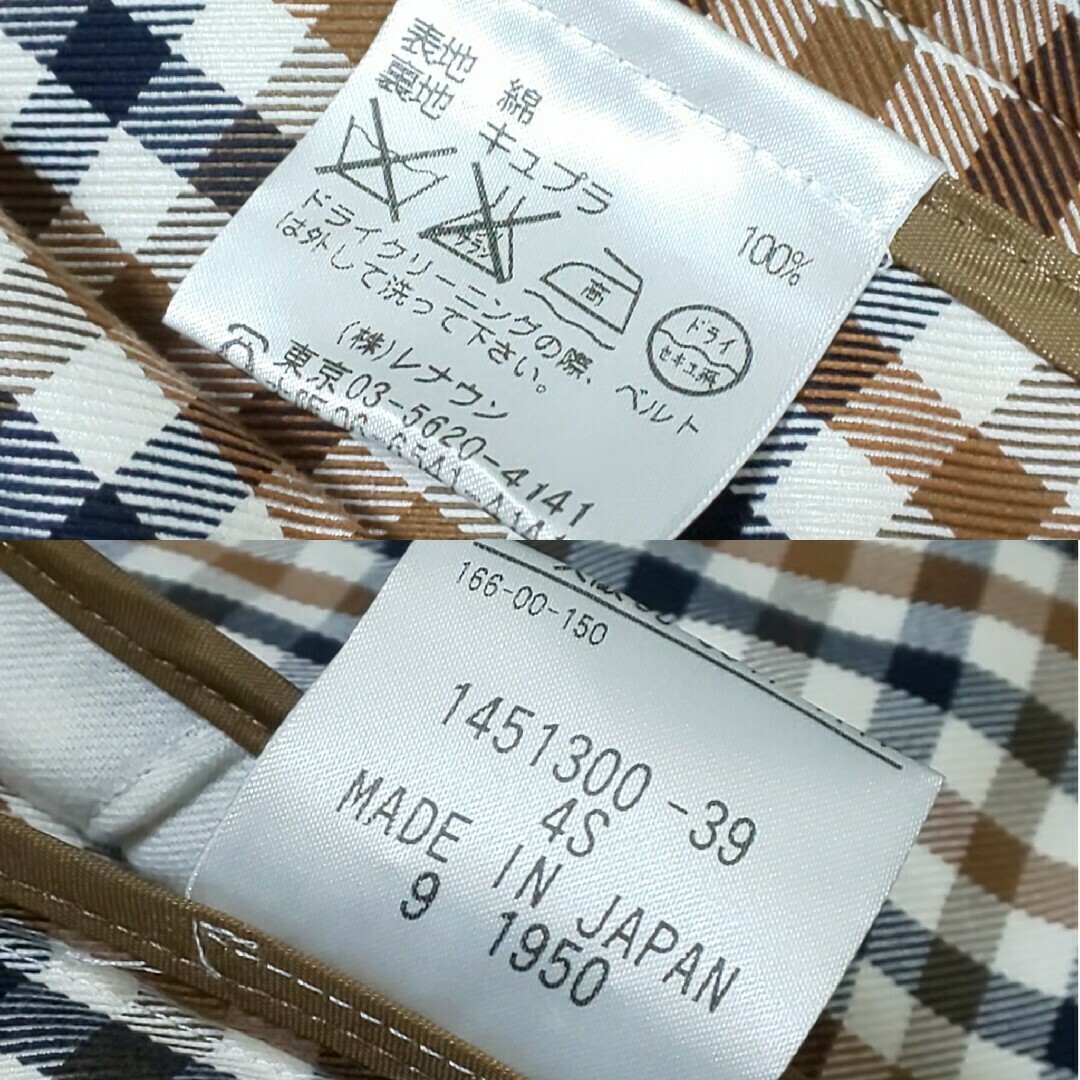 表地 綿 100%
裏地 キュプラ
高
ドライ
セキユ系
ドライクリーニングの際、ベルト
は外して洗って下さい。
(株)レナウン
東京03-5620-4141
166-00-150
1451300-39
4S
MADE IN JAPAN
9 1950